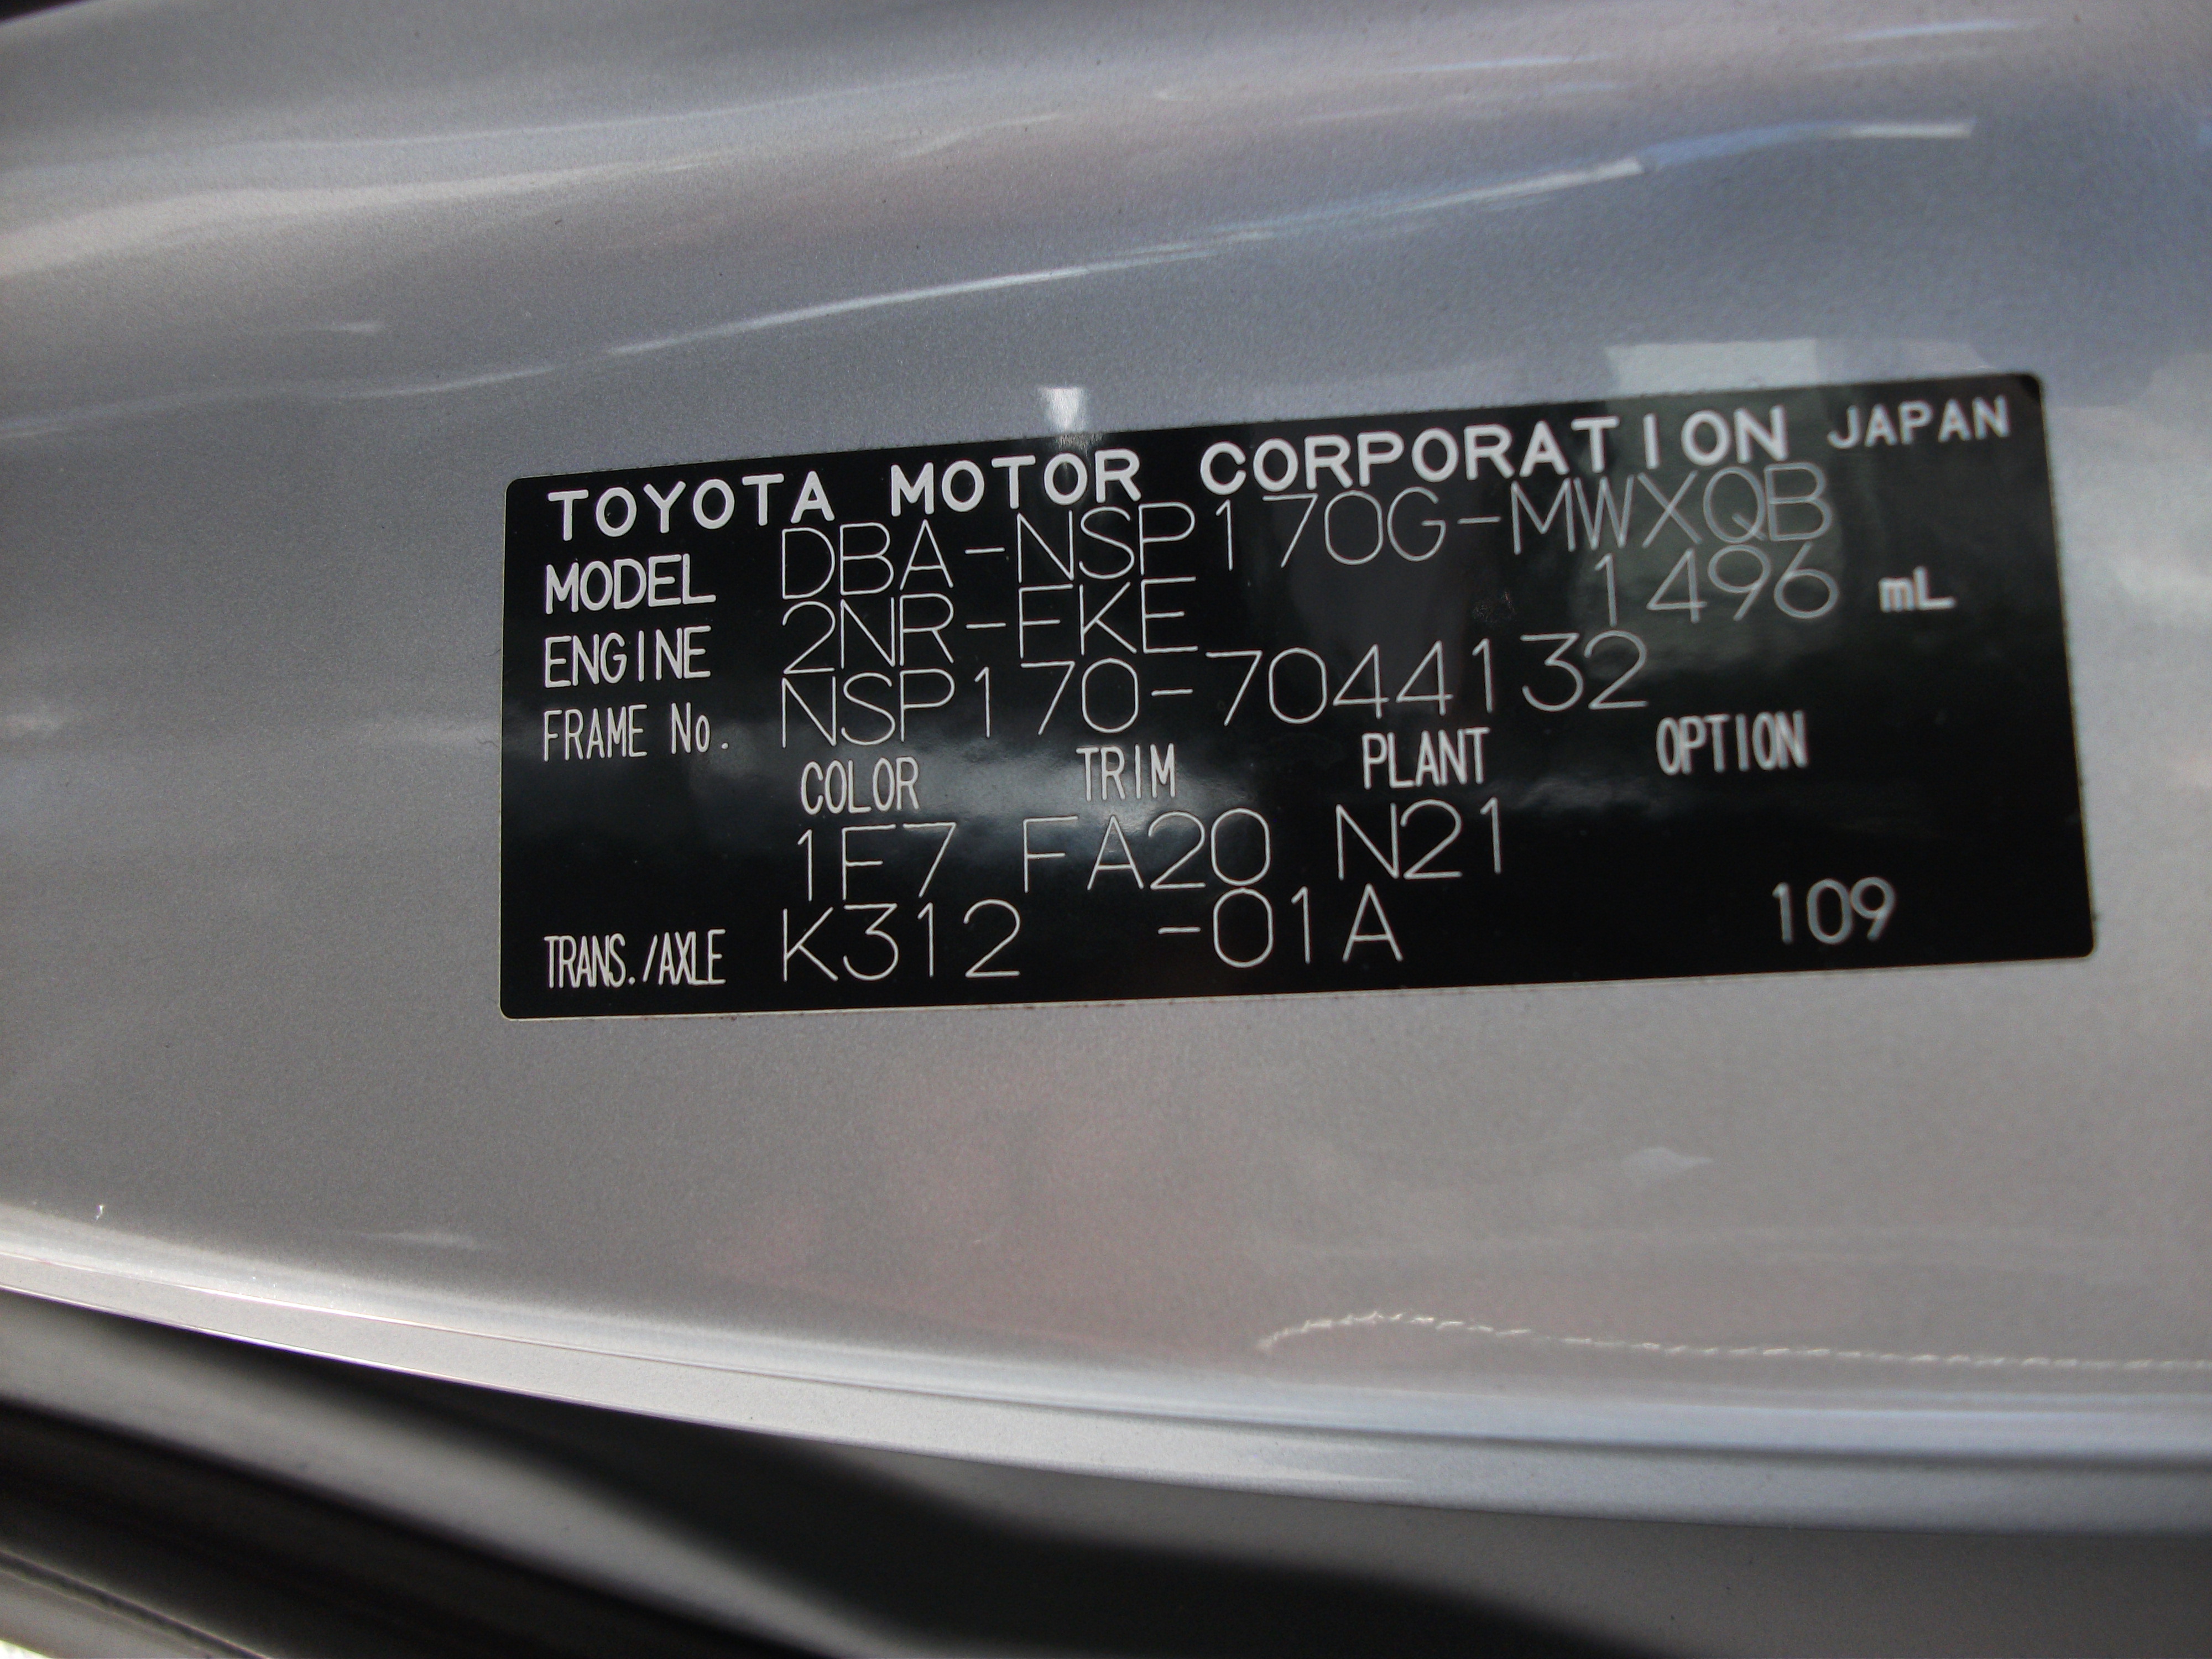 TOYOTA MOTOR CORPORATION JAPAN
MODEL DBA-NSP170G-MWXQB
ENGINE 2NR-FKE 1496 mL
FRAME No. NSP170-7044132
COLOR TRIM PLANT OPTION
1F7 FA20 N21
TRANS./AXLE K312 -01A 109